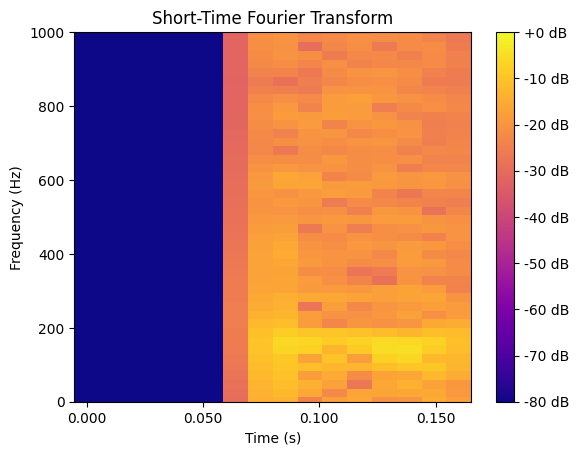 Short-Time Fourier Transform
1000
800
600
400
200
0
Frequency (Hz)
0.000
0.050
0.100
0.150
Time (s)
+0 dB
-10 dB
-20 dB
-30 dB
-40 dB
-50 dB
-60 dB
-70 dB
-80 dB